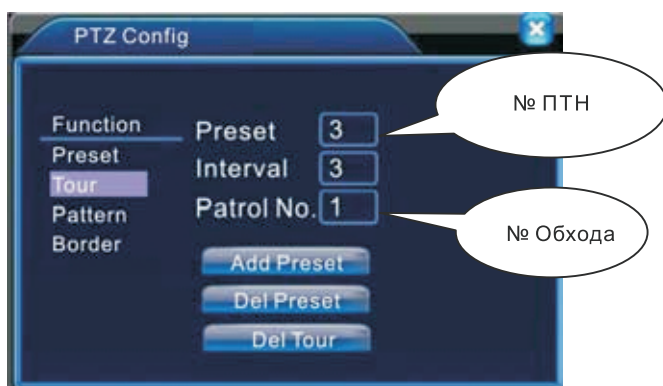 PTZ Config
№ ПТН
Function
Preset
Tour
Pattern
Border
Preset 3
Interval 3
Patrol No. 1
№ Обхода
Add Preset
Del Preset
Del Tour